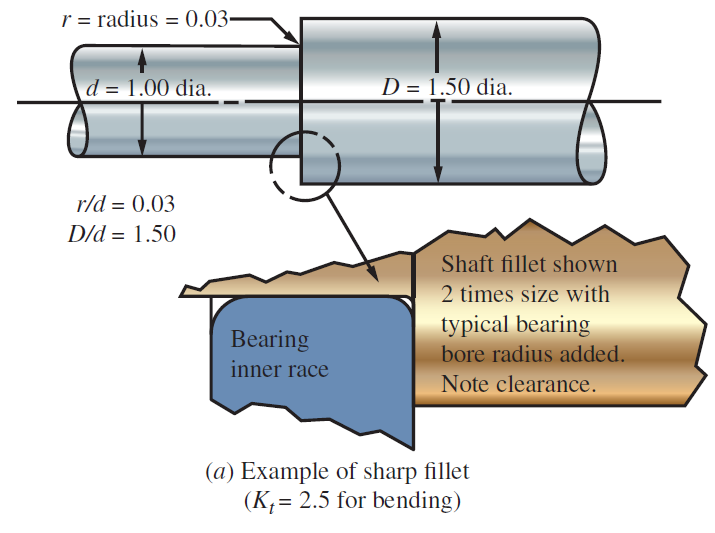 r = radius = 0.03
d = 1.00 dia.
D = 1.50 dia.
r/d = 0.03
D/d = 1.50
Shaft fillet shown
2 times size with
typical bearing
bore radius added.
Note clearance.
Bearing
inner race
(a) Example of sharp fillet
(Kₜ = 2.5 for bending)